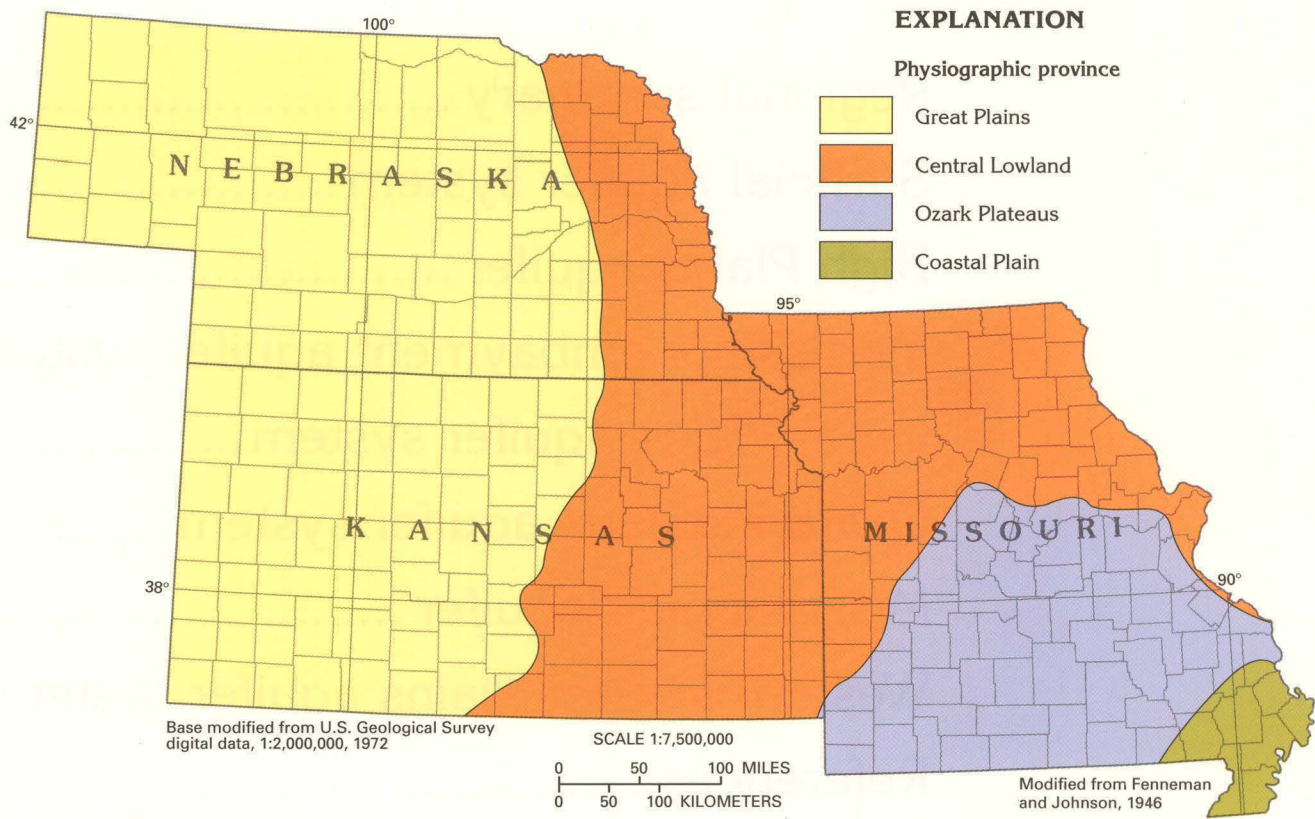 EXPLANATION
Physiographic province
Great Plains
Central Lowland
Ozark Plateaus
Coastal Plain
100°
42°
NEBRASKA
95°
KANSAS
MISSOURI
38°
90°
Base modified from U.S. Geological Survey
digital data, 1:2,000,000, 1972
SCALE 1:7,500,000
0 50 100 MILES
0 50 100 KILOMETERS
Modified from Fenneman
and Johnson, 1946